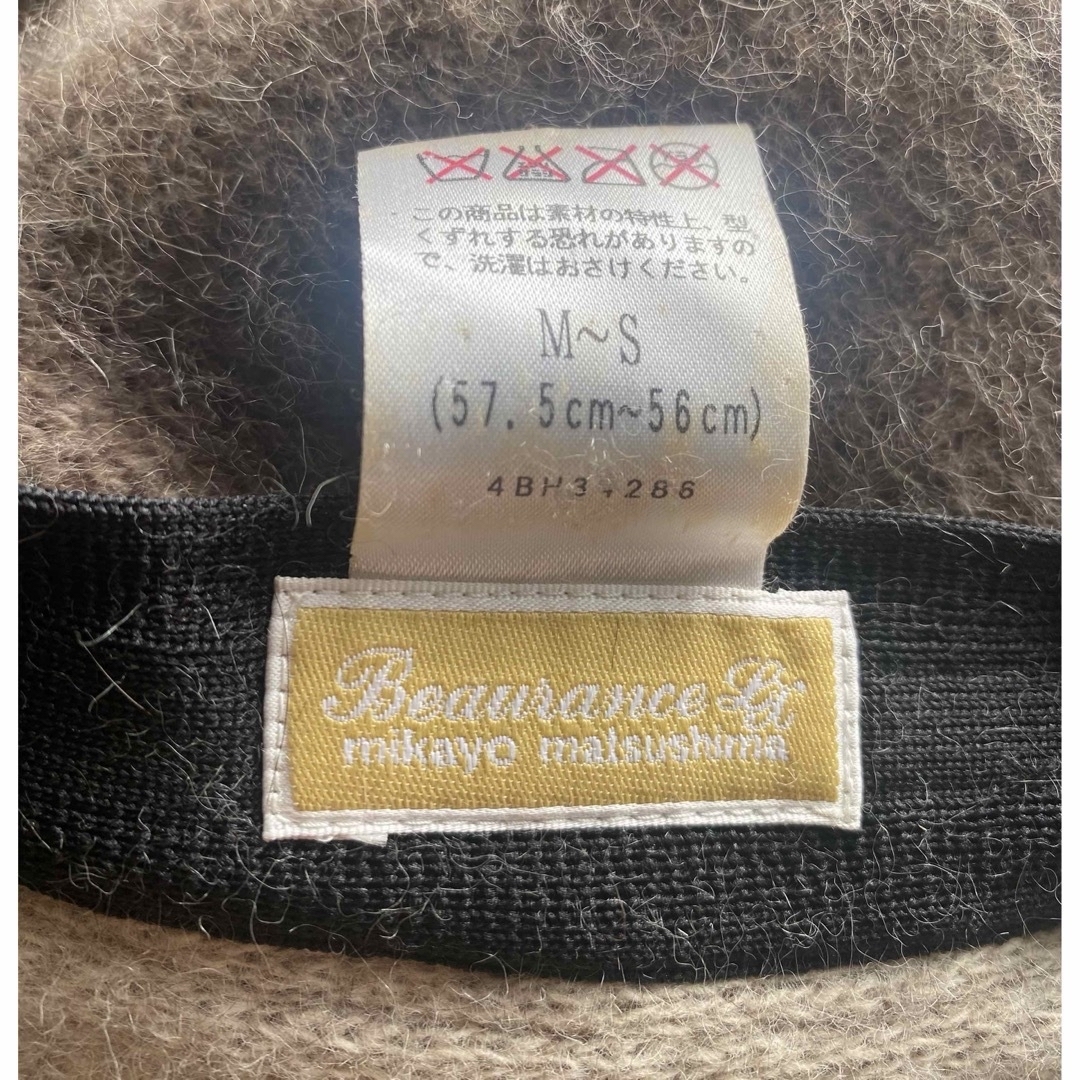 この商品は素材の特性上、型
くずれする恐れがありますの
で、洗濯はおさけください。
M~S
(57.5cm~56cm)
Beaurance
mikayo matsushima